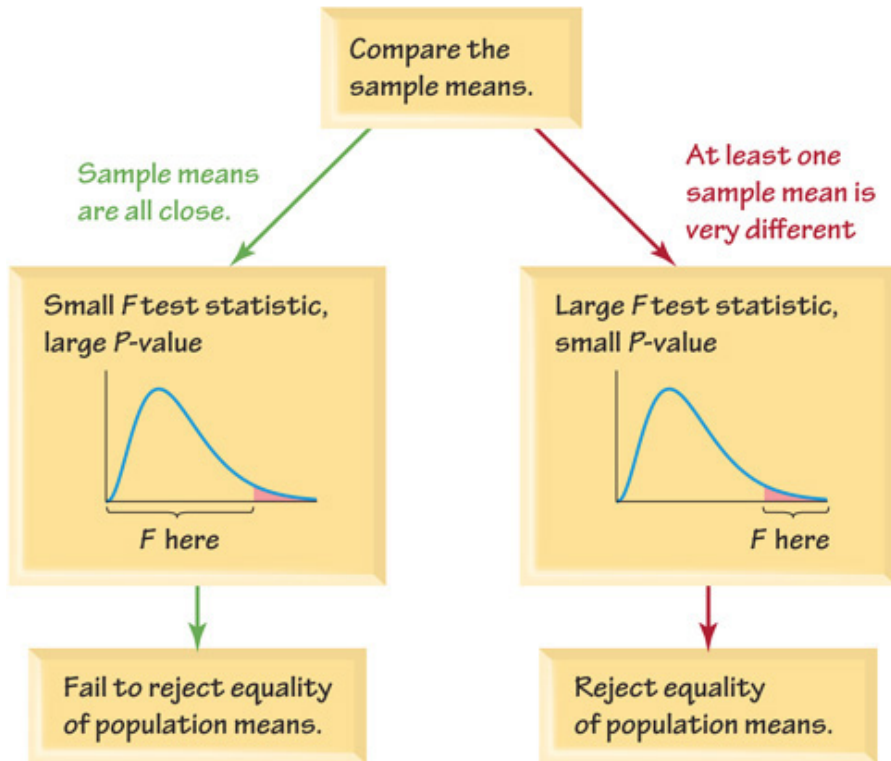 Compare the
sample means.
Sample means
are all close.
At least one
sample mean is
very different
Small F test statistic,
large P-value
F here
Large F test statistic,
small P-value
F here
Fail to reject equality
of population means.
Reject equality
of population means.